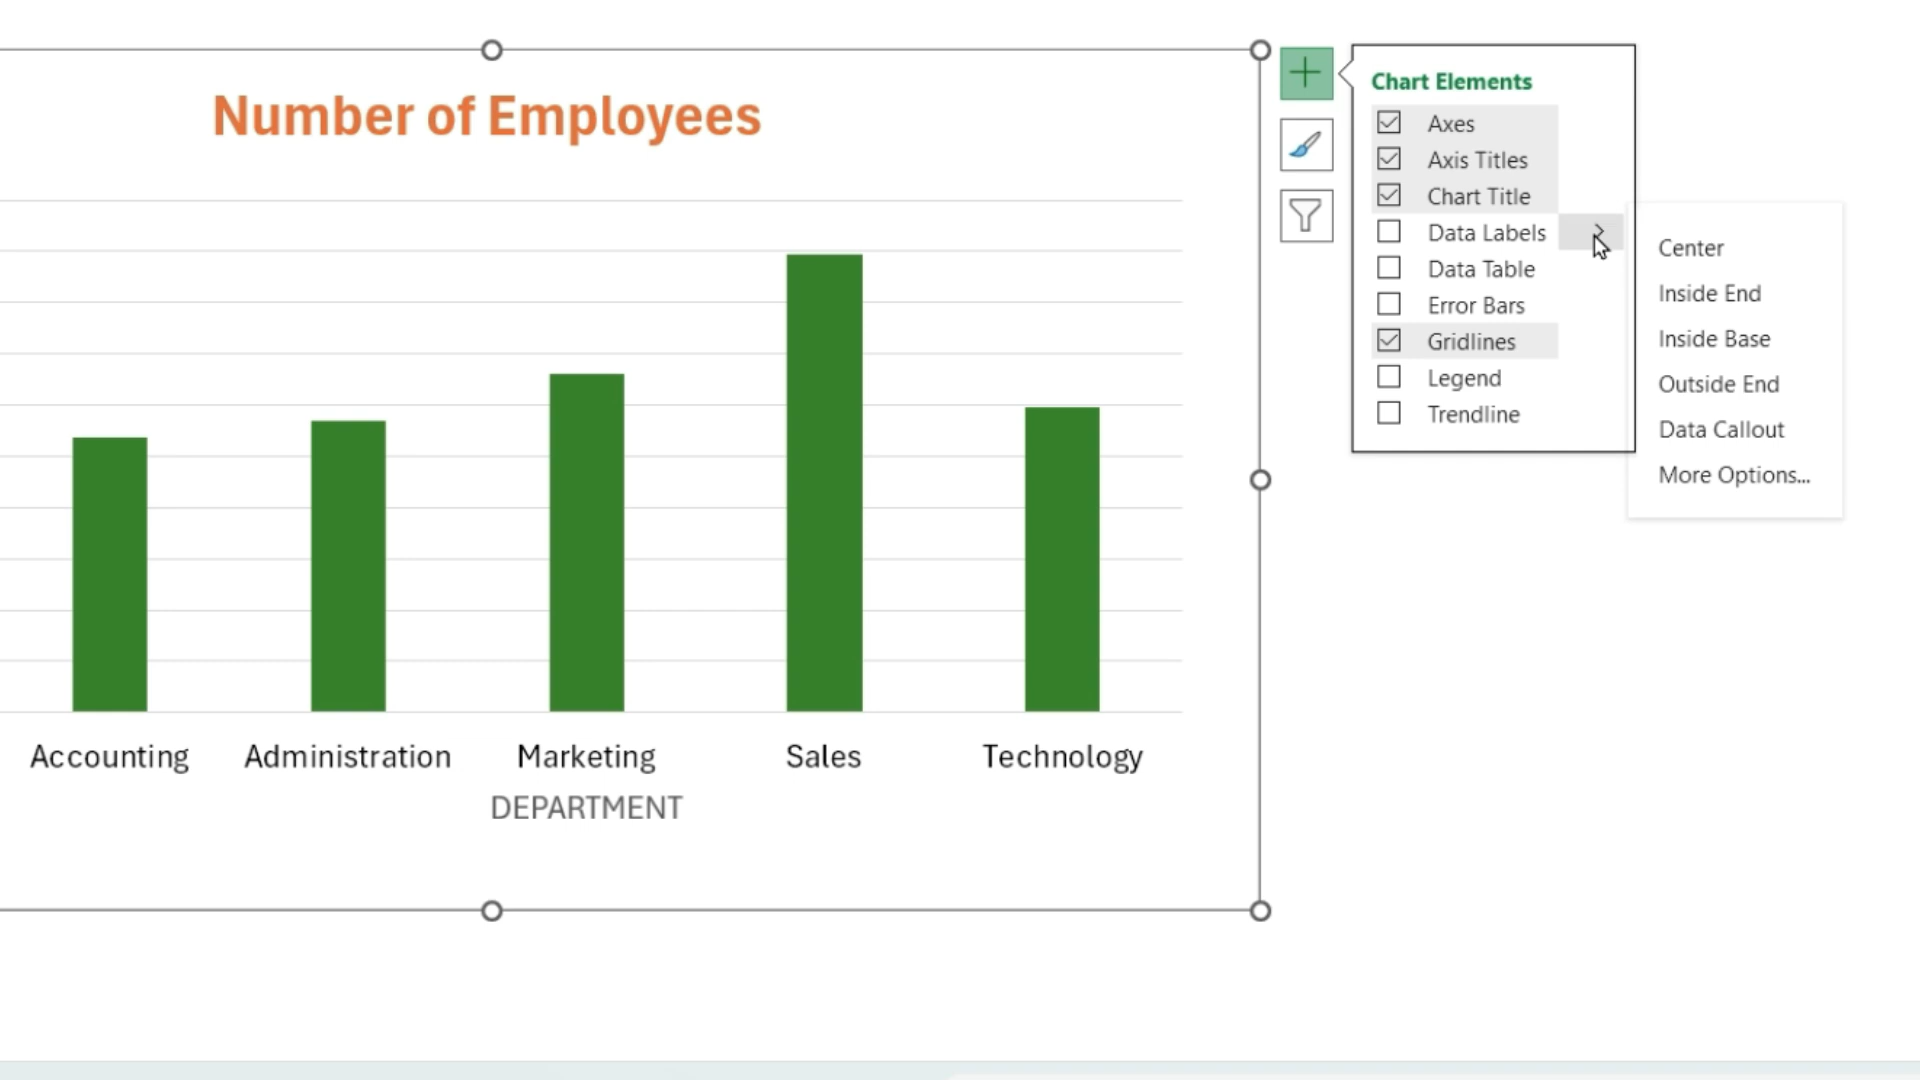 Number of Employees
Accounting
Administration
Marketing
Sales
Technology
DEPARTMENT
Chart Elements
Axes
Axis Titles
Chart Title
Data Labels
Data Table
Error Bars
Gridlines
Legend
Trendline
Center
Inside End
Inside Base
Outside End
Data Callout
More Options...